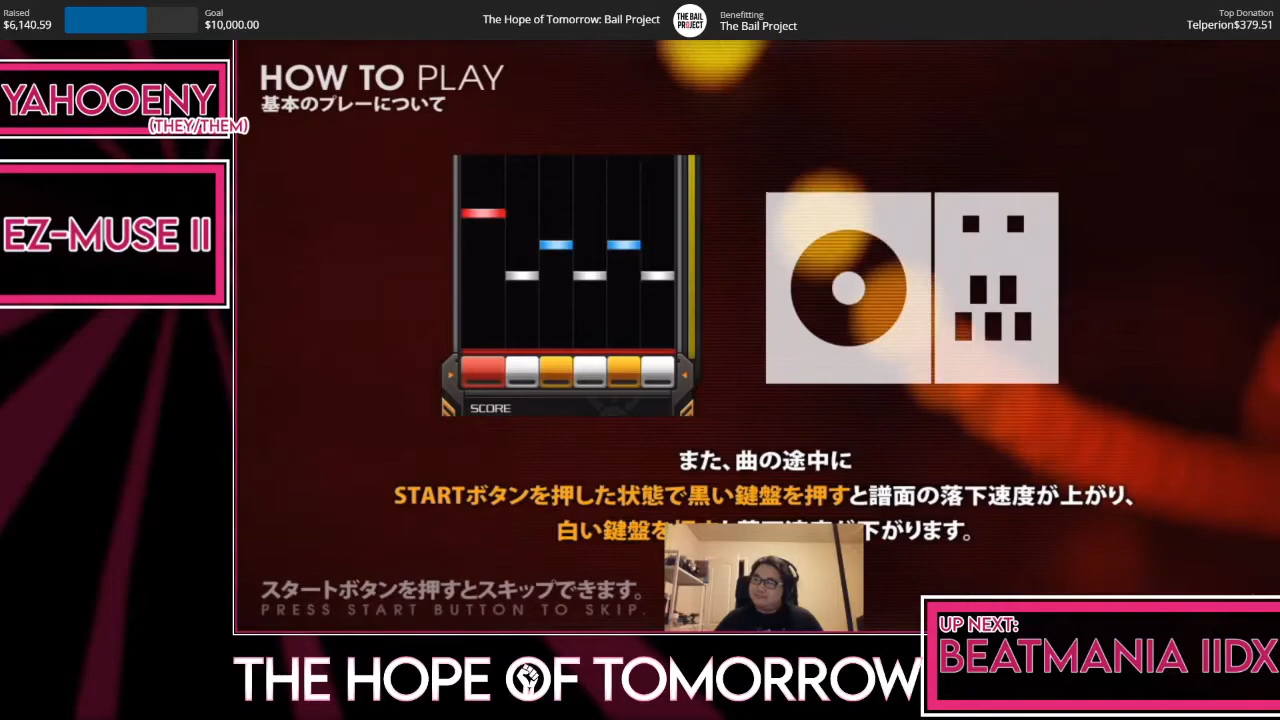 Raised
$6,140.59
Goal
$10,000.00
The Hope of Tomorrow: Bail Project
THE BAIL PROJECT
Benefitting
The Bail Project
Top Donation
Telperion$379.51
YAHOOENY
(THEY/THEM)
EZ-MUSE II
HOW TO PLAY
基本のプレーについて
SCORE
また、曲の途中に
STARTボタンを押した状態で黒い鍵盤を押すと譜面の落下速度が上がり、
白い鍵盤を 下がります。
スタートボタンを押すとスキップできます。
PRESS START BUTTON TO SKIP.
UP NEXT:
BEATMANIA IIDX
THE HOPE OF TOMORROW